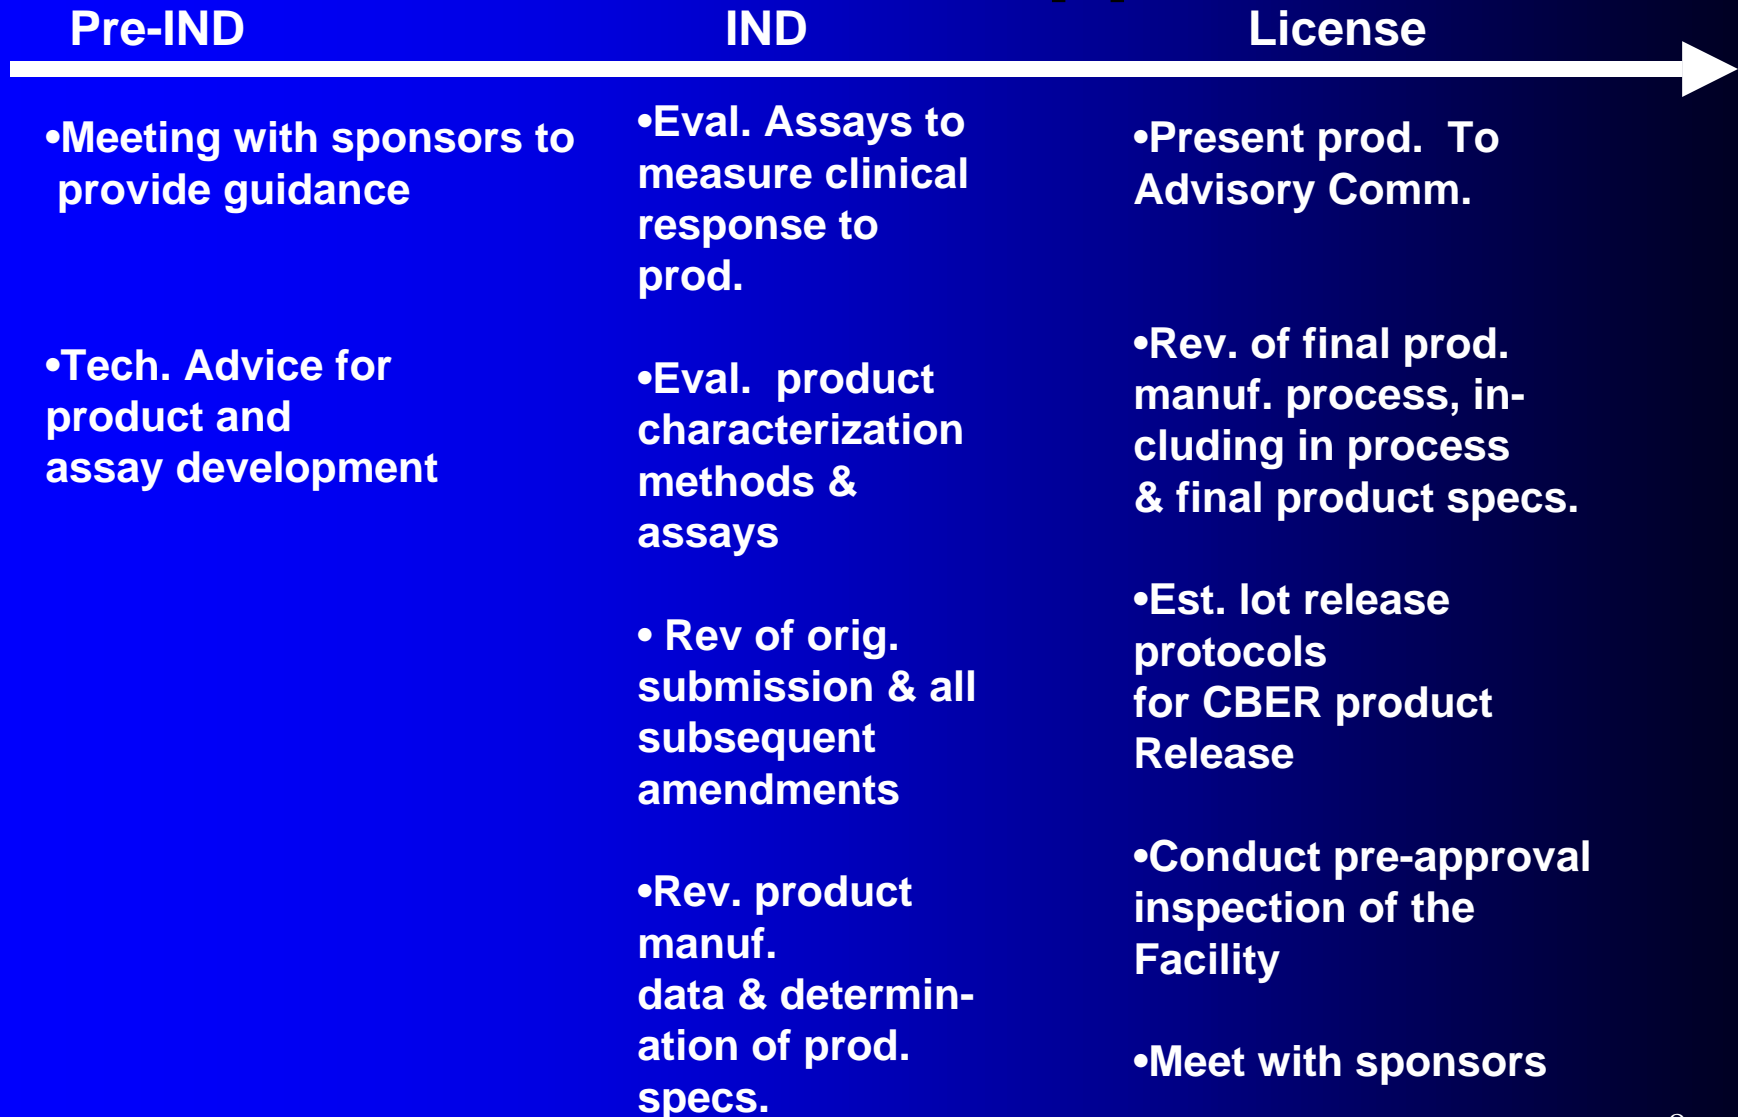 Pre-IND
IND
License
•Meeting with sponsors to
provide guidance
•Tech. Advice for
product and
assay development
•Eval. Assays to
measure clinical
response to
prod.
•Eval.  product
characterization
methods &
assays
• Rev of orig.
submission & all
subsequent
amendments
•Rev. product
manuf.
data & determin-
ation of prod.
specs.
•Present prod.  To
Advisory Comm.
•Rev. of final prod.
manuf. process, in-
cluding in process
& final product specs.
•Est. lot release
protocols
for CBER product
Release
•Conduct pre-approval
inspection of the
Facility
•Meet with sponsors